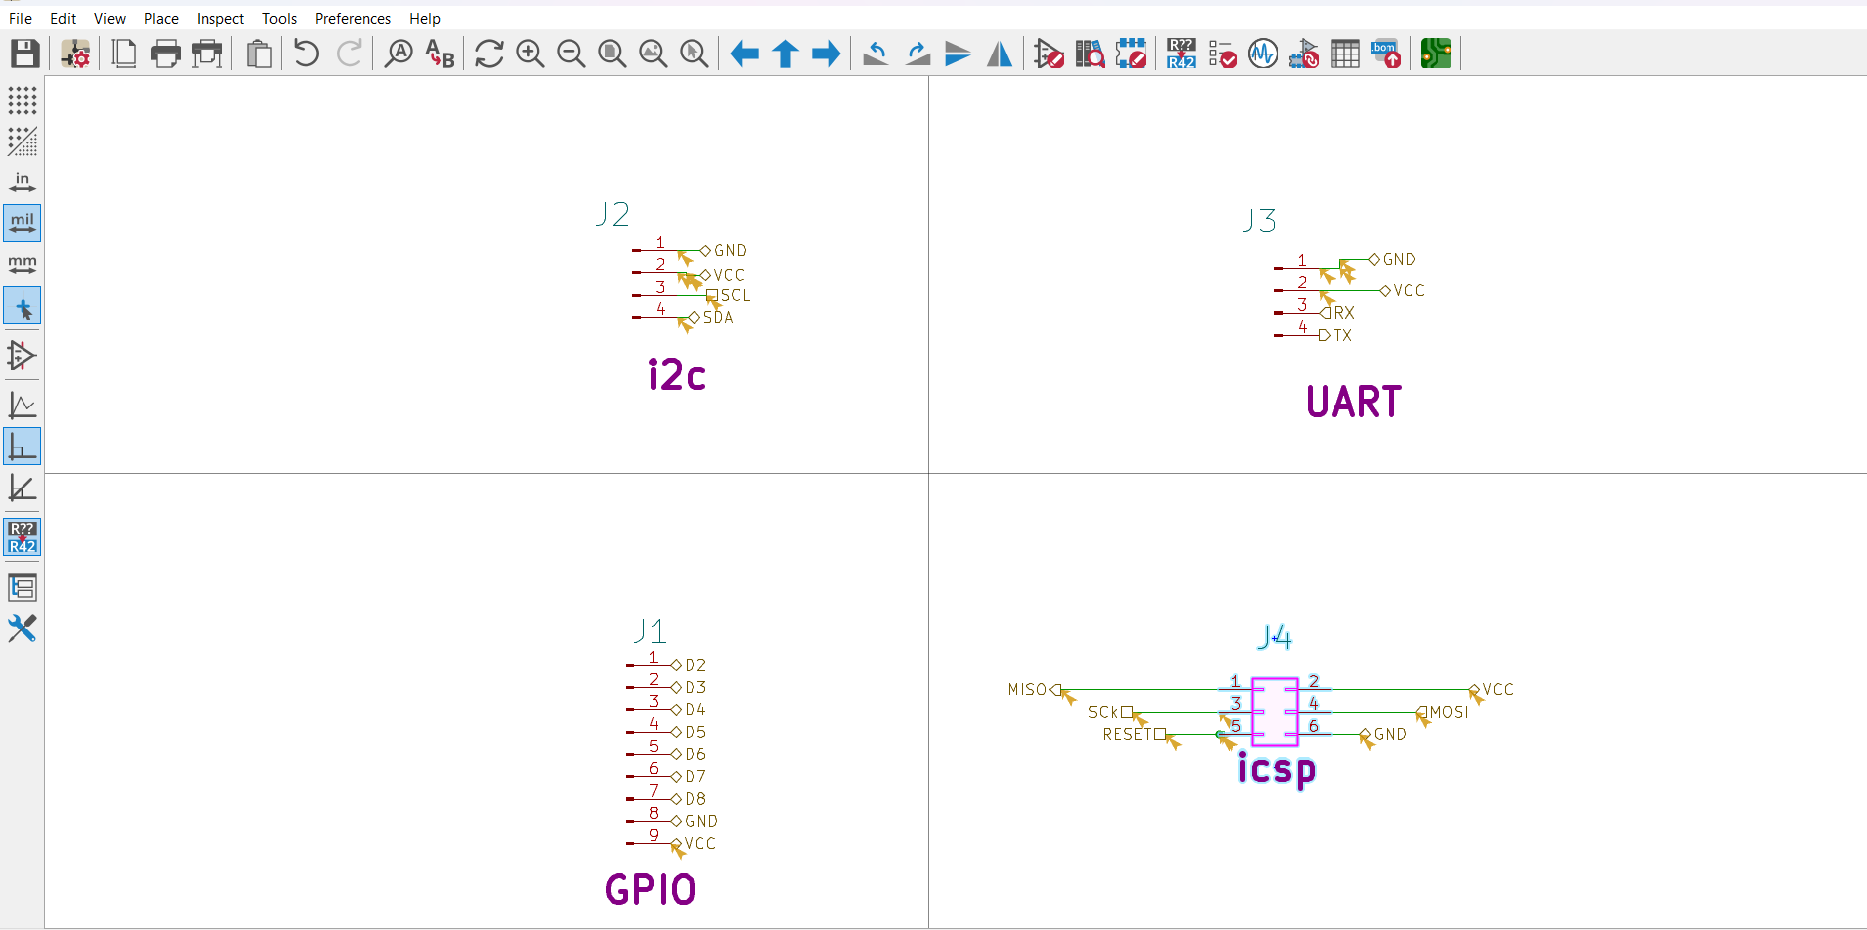 File Edit View Place Inspect Tools Preferences Help
R??
R42
.bom
A
A
B
in
mil
mm
R??
R42
J2
1 GND
2 VCC
3 SCL
4 SDA
i2c
J3
1 GND
2 VCC
3 RX
4 TX
UART
J1
1 D2
2 D3
3 D4
4 D5
5 D6
6 D7
7 D8
8 GND
9 VCC
GPIO
J4
MISO 1 2 VCC
SCk 3 4 MOSI
RESET 5 6 GND
icsp